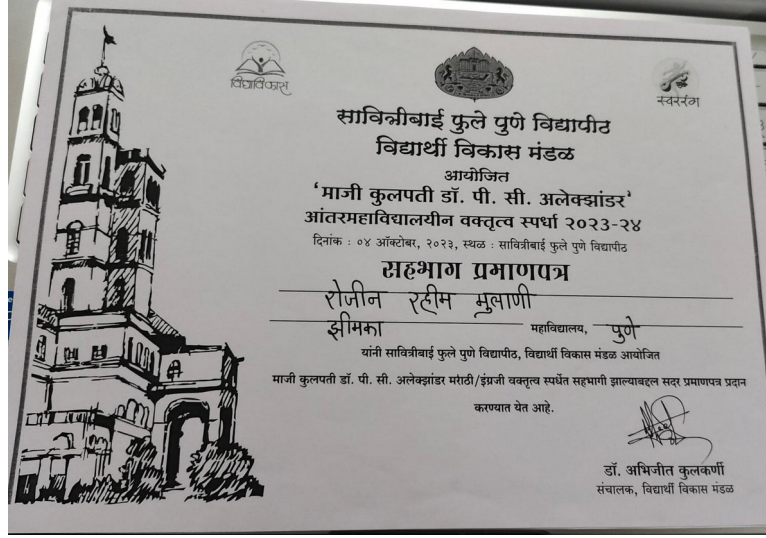 विद्याविकास
स्वररंग
सावित्रीबाई फुले पुणे विद्यापीठ
विद्यार्थी विकास मंडळ
आयोजित
'माजी कुलपती डॉ. पी. सी. अलेक्झांडर'
आंतरमहाविद्यालयीन वक्तृत्व स्पर्धा २०२३-२४
दिनांक : ०४ ऑक्टोबर, २०२३, स्थळ : सावित्रीबाई फुले पुणे विद्यापीठ
सहभाग प्रमाणपत्र
रोजीन रहीम मुलाणी
झीमका महाविद्यालय, पुणे
यांनी सावित्रीबाई फुले पुणे विद्यापीठ, विद्यार्थी विकास मंडळ आयोजित
माजी कुलपती डॉ. पी. सी. अलेक्झांडर मराठी/इंग्रजी वक्तृत्व स्पर्धेत सहभागी झाल्याबद्दल सदर प्रमाणपत्र प्रदान
करण्यात येत आहे.
डॉ. अभिजीत कुलकर्णी
संचालक, विद्यार्थी विकास मंडळ